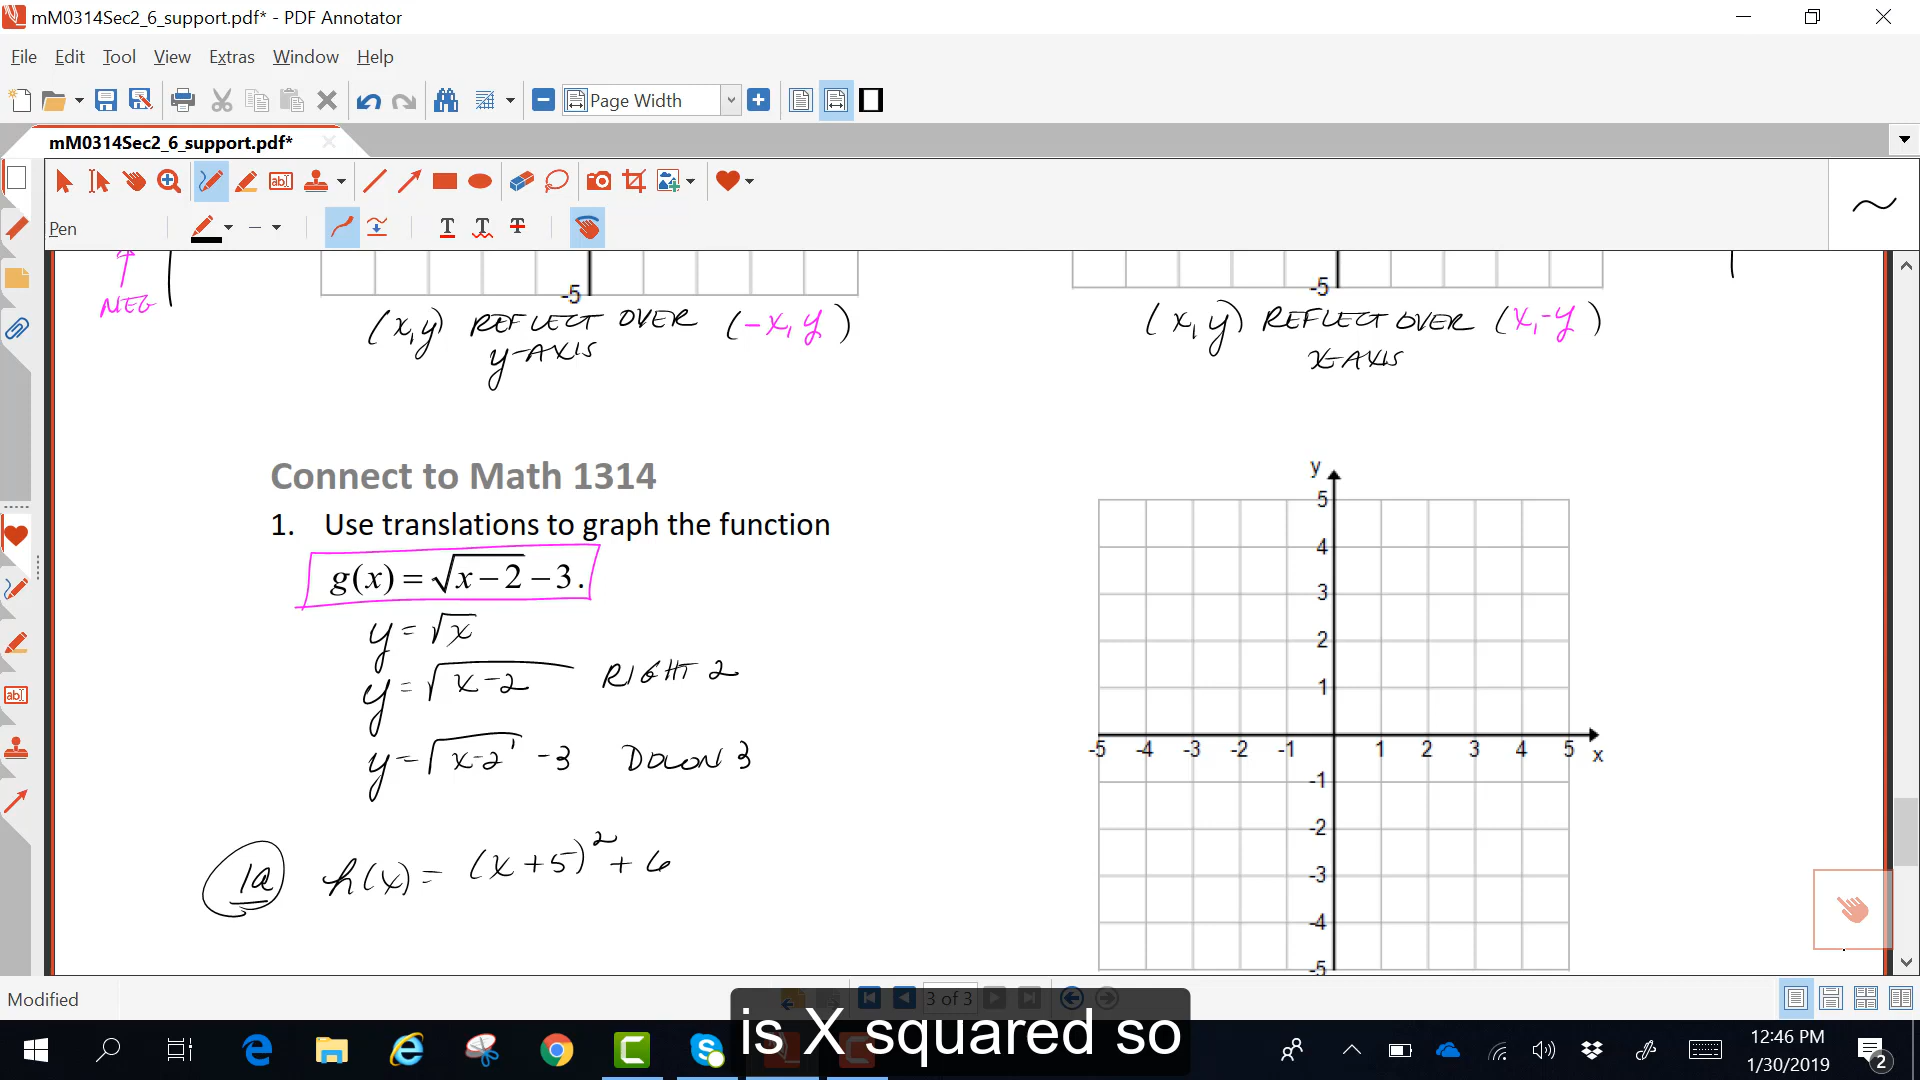 mM0314Sec2_6_support.pdf* - PDF Annotator
File Edit Tool View Extras Window Help
Page Width
mM0314Sec2_6_support.pdf*
Pen
NEG
-5
-5
(x,y) REFLECT OVER (-x,y)
y-AXIS
(x,y) REFLECT OVER (x,-y)
x-AXIS
Connect to Math 1314
1. Use translations to graph the function
g(x) = √x−2 − 3.
y = √x
y = √x-2 RIGHT 2
y = √x-2 -3 DOWN 3
1a h(x) = (x+5)² + 6
y
5
4
3
2
1
-5 -4 -3 -2 -1 1 2 3 4 5
x
-1
-2
-3
-4
-5
Modified
3 of 3
is X squared so
12:46 PM
1/30/2019
2